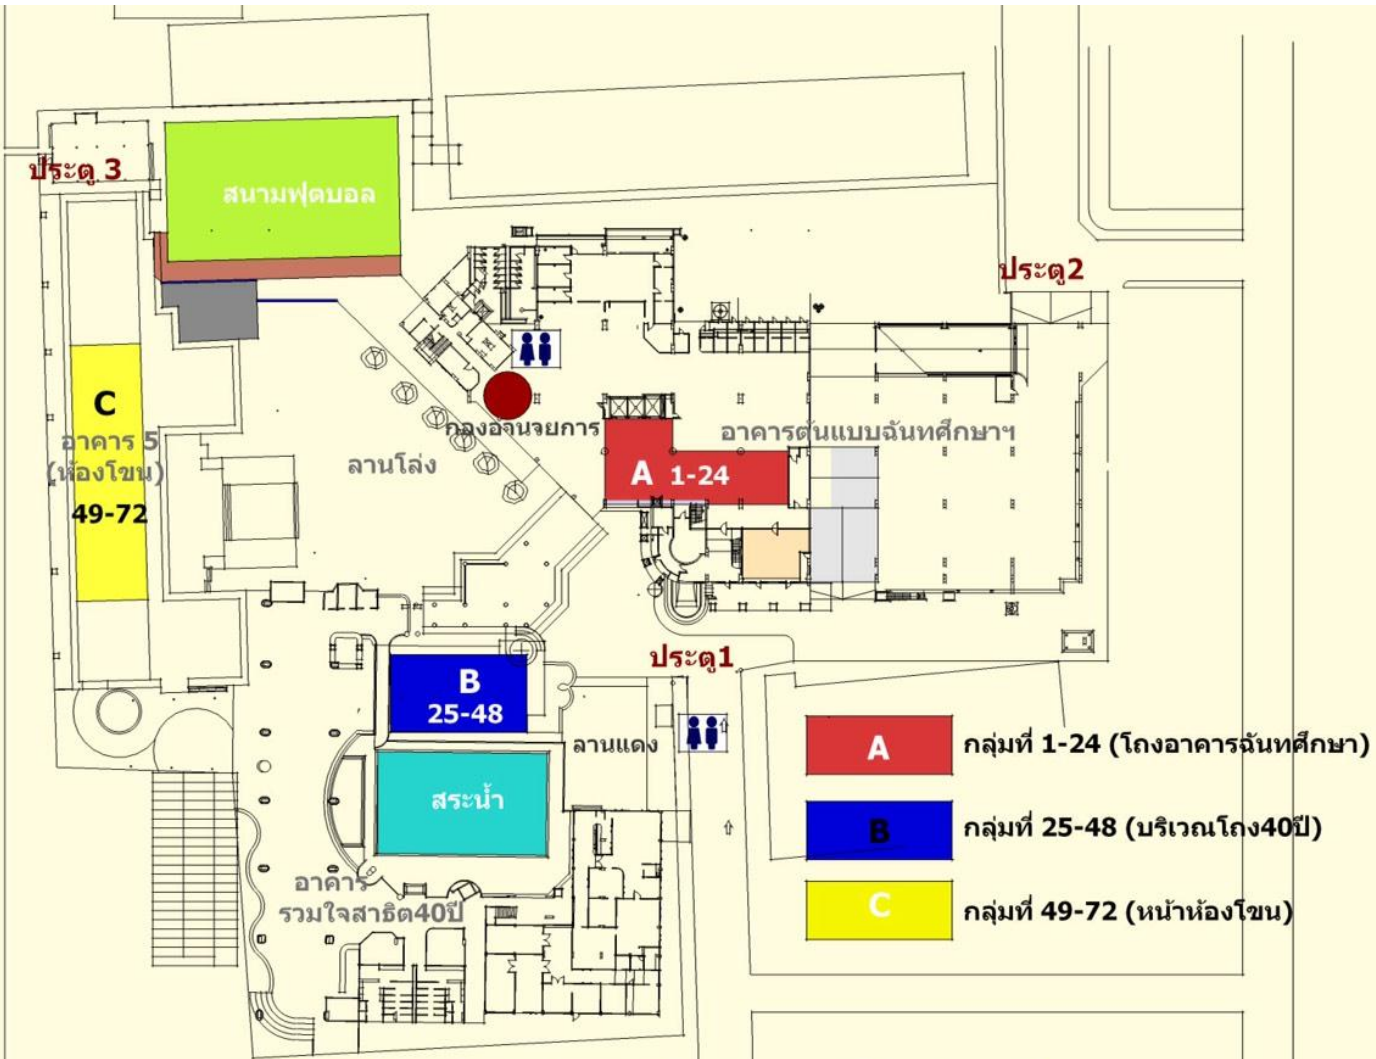 ประตู 3
สนามฟุตบอล
ประตู2
C
อาคาร 5
(ห้องโขน)
49-72
ลานโล่ง
กองอำนวยการ
อาคารต้นแบบฉันทศึกษาฯ
A 1-24
ประตู1
B
25-48
ลานแดง
สระน้ำ
อาคาร
รวมใจสาธิต40ปี
A กลุ่มที่ 1-24 (โถงอาคารฉันทศึกษา)
B กลุ่มที่ 25-48 (บริเวณโถง40ปี)
C กลุ่มที่ 49-72 (หน้าห้องโขน)